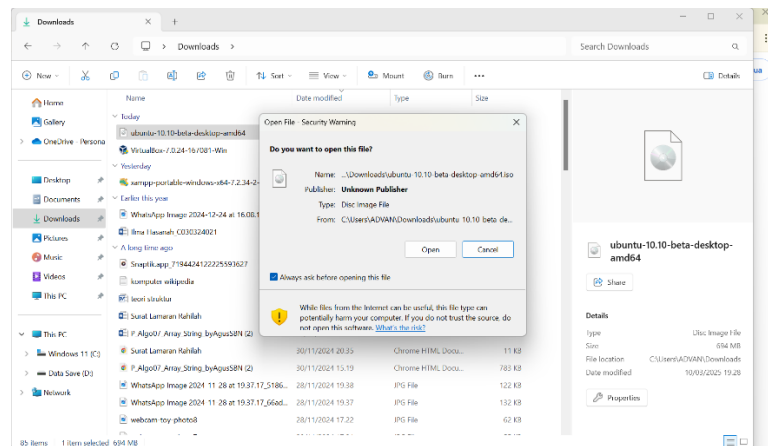 Downloads
Downloads
Search Downloads
New
Sort
View
Mount
Burn
Details
Home
Gallery
OneDrive - Persona
Desktop
Documents
Downloads
Pictures
Music
Videos
This PC
This PC
Windows 11 (C:)
Data Save (D:)
Network
Name Date modified Type Size
Today
ubuntu-10.10-beta-desktop-amd64
VirtualBox-7.0.24-167081-Win
Yesterday
xampp-portable-windows-x64-7.2.34-2-
Earlier this year
WhatsApp Image 2024-12-24 at 16.08.1
Ilma Hasanah_C030324021
A long time ago
Snaptik.app_7194424122225593627
komputer wikipedia
teori struktur
Surat Lamaran Rahilah
P_Algo07_Array_String_byAgusSBN (2)
Surat Lamaran Rahilah 30/11/2024 20.35 Chrome HTML Docu... 11 KB
P_Algo07_Array_String_byAgusSBN (2) 30/11/2024 15.19 Chrome HTML Docu... 783 KB
WhatsApp Image 2024-11-28 at 19.37.17_5186... 28/11/2024 19.38 JPG File 122 KB
WhatsApp Image 2024-11-28 at 19.37.17_66ad... 28/11/2024 19.37 JPG File 132 KB
webcam-toy-photo8 28/11/2024 17.22 JPG File 62 KB
Open File - Security Warning
Do you want to open this file?
Name: ...\Downloads\ubuntu-10.10-beta-desktop-amd64.iso
Publisher: Unknown Publisher
Type: Disc Image File
From: C:\Users\ADVAN\Downloads\ubuntu-10.10-beta-de...
Open Cancel
Always ask before opening this file
While files from the Internet can be useful, this file type can
potentially harm your computer. If you do not trust the source, do
not open this software. What's the risk?
ubuntu-10.10-beta-desktop-
amd64
Share
Details
Type Disc Image File
Size 694 MB
File location C:\Users\ADVAN\Downloads
Date modified 10/03/2025 19.28
Properties
85 items 1 item selected 694 MB
ua